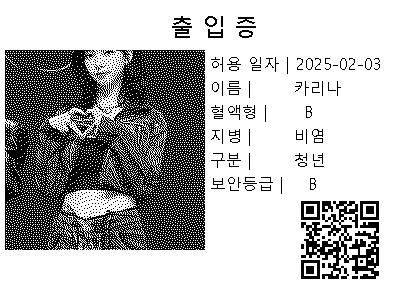 출 입 증
허용 일자 | 2025-02-03
이름 | 카리나
혈액형 | B
지병 | 비염
구분 | 청년
보안등급 | B